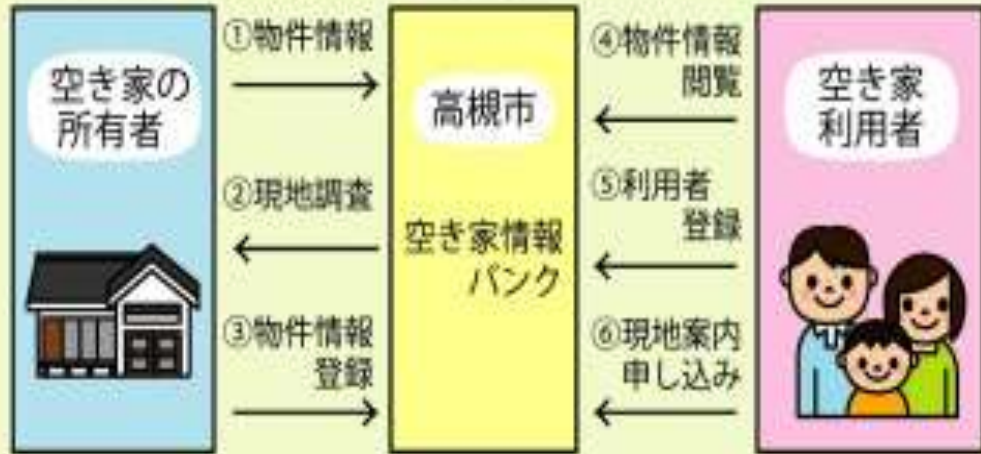 空き家の
所有者
①物件情報
②現地調査
③物件情報
登録
高槻市
空き家情報
バンク
④物件情報
閲覧
⑤利用者
登録
⑥現地案内
申し込み
空き家
利用者